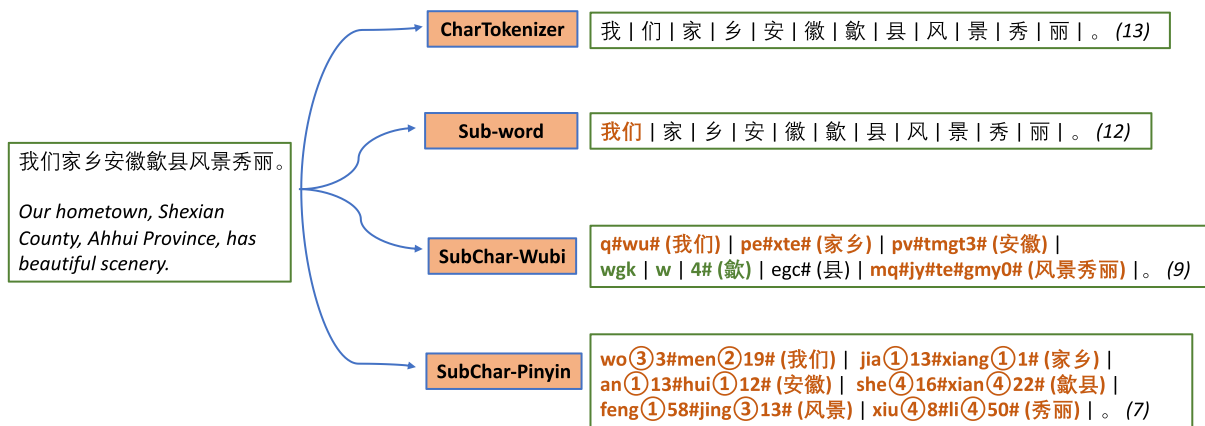 CharTokenizer
我 | 们 | 家 | 乡 | 安 | 徽 | 歙 | 县 | 风 | 景 | 秀 | 丽 | 。 (13)
Sub-word
我们 | 家 | 乡 | 安 | 徽 | 歙 | 县 | 风 | 景 | 秀 | 丽 | 。 (12)
我们家乡安徽歙县风景秀丽。
Our hometown, Shexian
County, Ahhui Province, has
beautiful scenery.
SubChar-Wubi
q#wu# (我们) | pe#xte# (家乡) | pv#tmgt3# (安徽) |
wgk | w | 4# (歙) | egc# (县) | mq#jy#te#gmy0# (风景秀丽) |。 (9)
SubChar-Pinyin
wo③3#men②19# (我们) | jia①13#xiang①1# (家乡) |
an①13#hui①12# (安徽) | she④16#xian④22# (歙县) |
feng①58#jing③13# (风景) | xiu④8#li④50# (秀丽) | 。 (7)